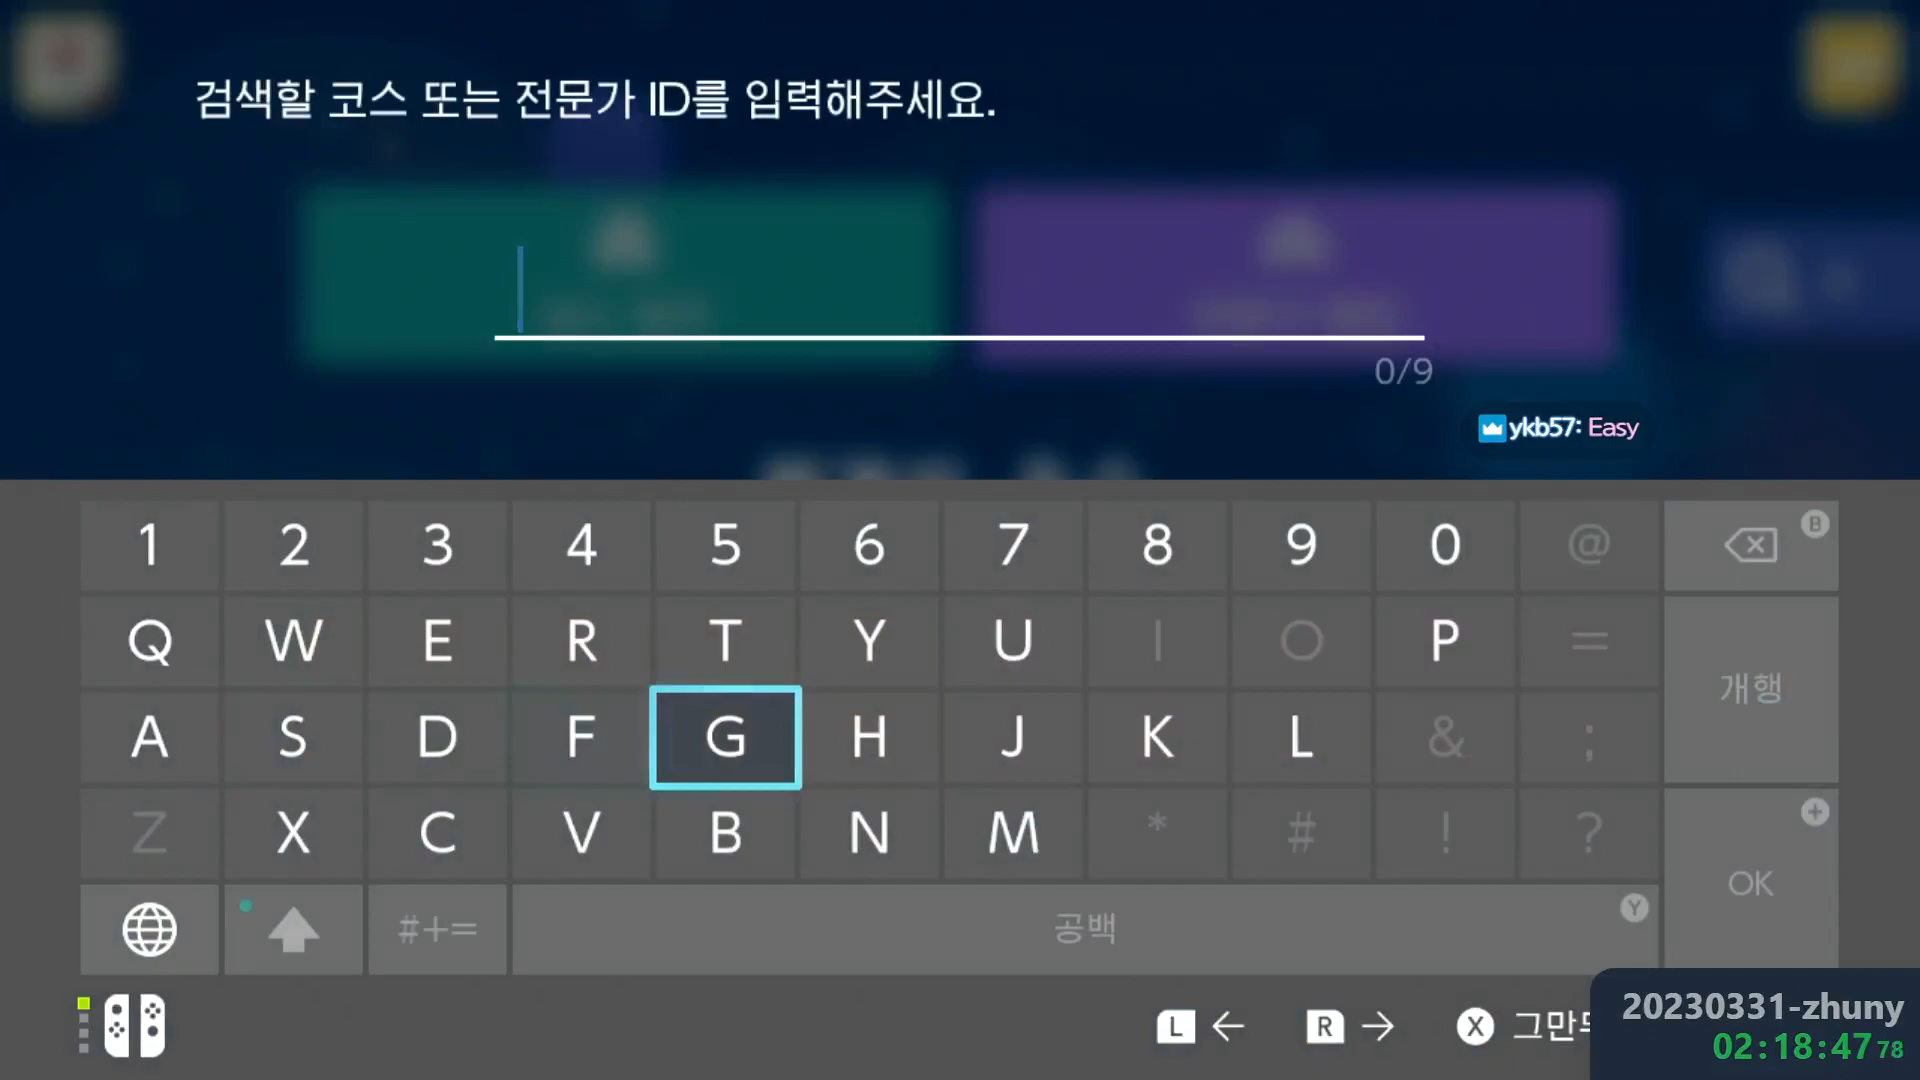 검색할 코스 또는 전문가 ID를 입력해주세요.
0/9
ykb57: Easy
1 2 3 4 5 6 7 8 9 0 @ B
Q W E R T Y U I O P =
개행
A S D F G H J K L & ;
Z X C V B N M * # ! ?
OK
#+= 공백 Y
L ← R → X
20230331-zhuny
02:18:47 78